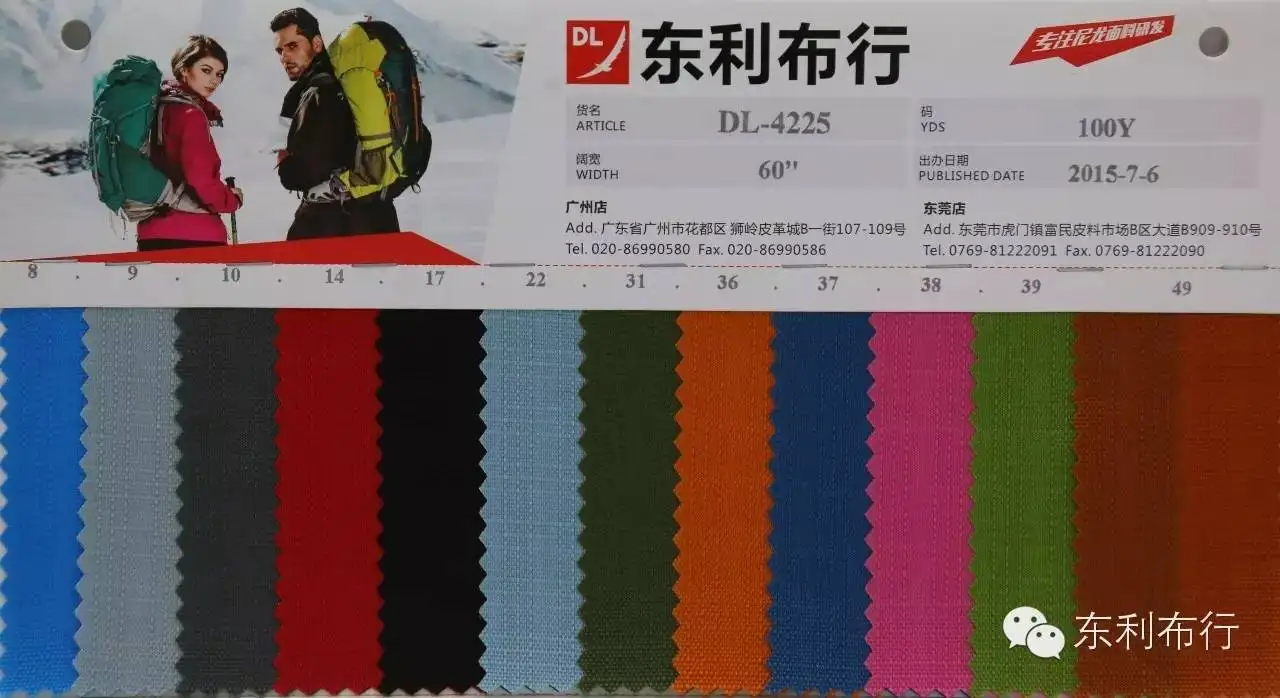 DL 东利布行
专注尼龙面料研发
货名
ARTICLE DL-4225
码
YDS 100Y
阔宽
WIDTH 60"
出办日期
PUBLISHED DATE 2015-7-6
广州店
Add. 广东省广州市花都区 狮岭皮革城B一街107-109号
Tel. 020-86990580 Fax. 020-86990586
东莞店
Add. 东莞市虎门镇富民皮料市场B区大道B909-910号
Tel. 0769-81222091 Fax. 0769-81222090
8 . 9 . 10 . 14 . 17 . 22 . 31 . 36 . 37 . 38 . 39 49
东利布行